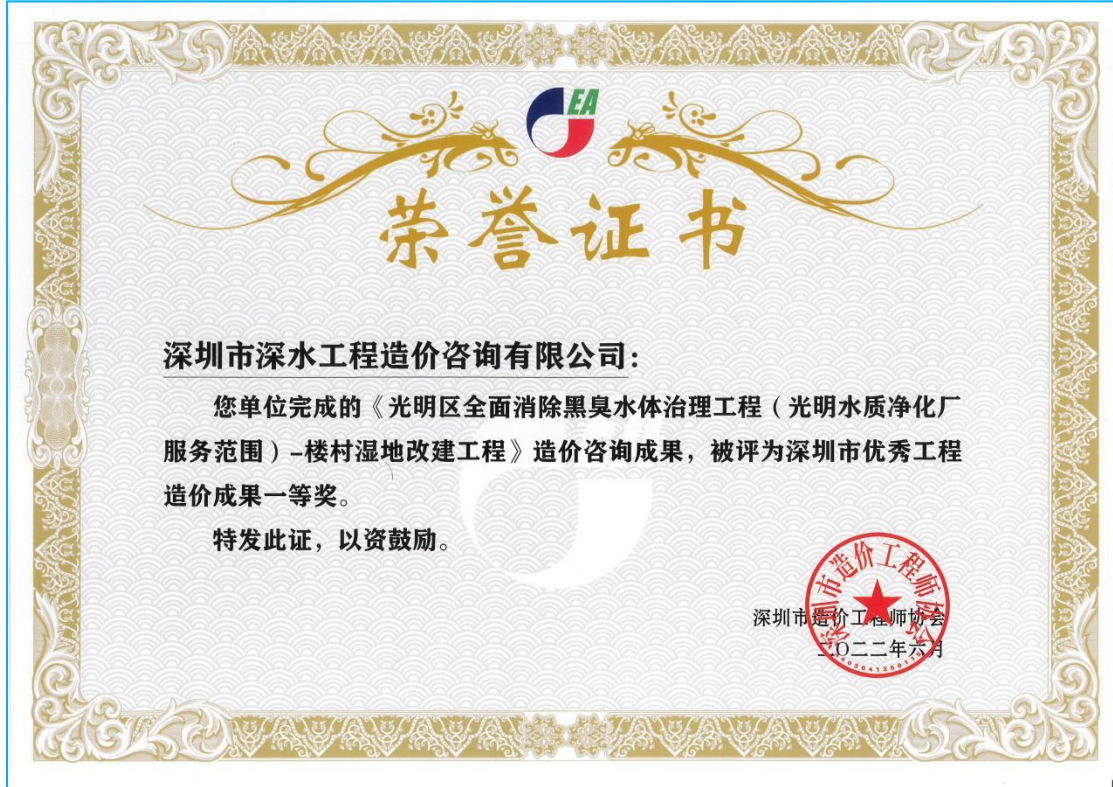 EA
荣誉证书
深圳市深水工程造价咨询有限公司：
您单位完成的《光明区全面消除黑臭水体治理工程（光明水质净化厂
服务范围）-楼村湿地改建工程》造价咨询成果，被评为深圳市优秀工程
造价成果一等奖。
特发此证，以资鼓励。
深圳市造价工程师协会
深圳市造价工程师协会
二〇二二年六月